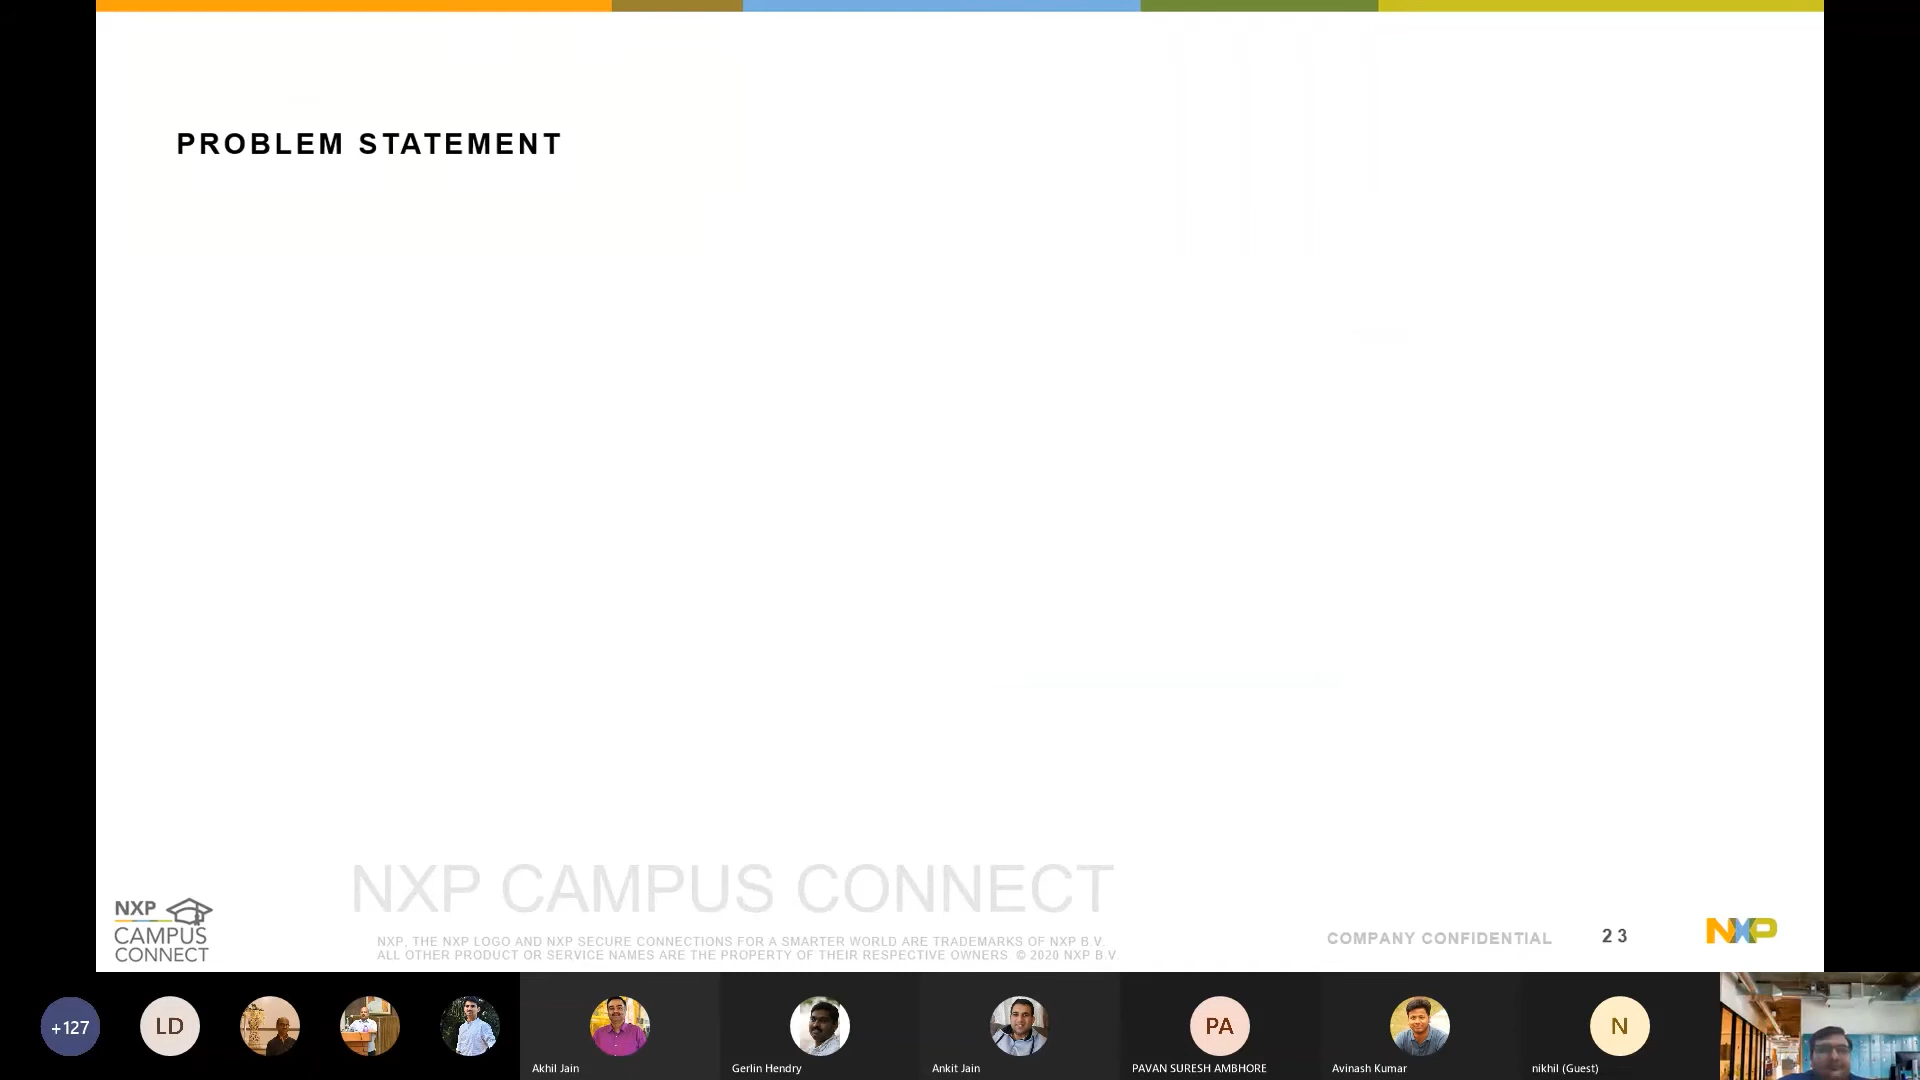 PROBLEM STATEMENT
NXP CAMPUS CONNECT
NXP
CAMPUS
CONNECT
NXP, THE NXP LOGO AND NXP SECURE CONNECTIONS FOR A SMARTER WORLD ARE TRADEMARKS OF NXP B.V.
ALL OTHER PRODUCT OR SERVICE NAMES ARE THE PROPERTY OF THEIR RESPECTIVE OWNERS. © 2020 NXP B.V.
COMPANY CONFIDENTIAL
23
NXP
+127
LD
PA
N
Akhil Jain
Gerlin Hendry
Ankit Jain
PAVAN SURESH AMBHORE
Avinash Kumar
nikhil (Guest)